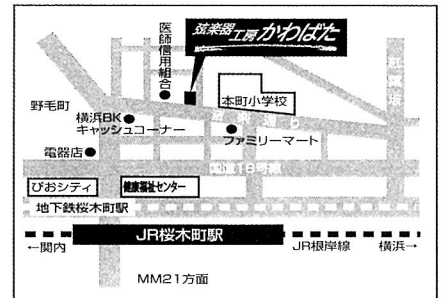 弦楽器工房かわばた
医師信用組合
本町小学校
野毛町
横浜BK
キャッシュコーナー
ファミリーマート
電器店
国道16号線
ぴおシティ
健康福祉センター
地下鉄桜木町駅
JR桜木町駅
←関内
JR根岸線
横浜→
MM21方面